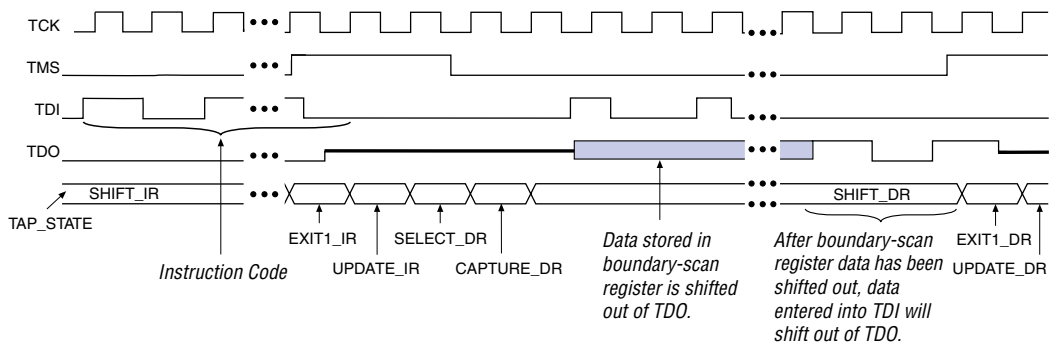 TCK
TMS
TDI
TDO
SHIFT_IR
SHIFT_DR
TAP_STATE
EXIT1_IR
SELECT_DR
Instruction Code
UPDATE_IR
CAPTURE_DR
Data stored in
boundary-scan
register is shifted
out of TDO.
After boundary-scan
register data has been
shifted out, data
entered into TDI will
shift out of TDO.
EXIT1_DR
UPDATE_DR